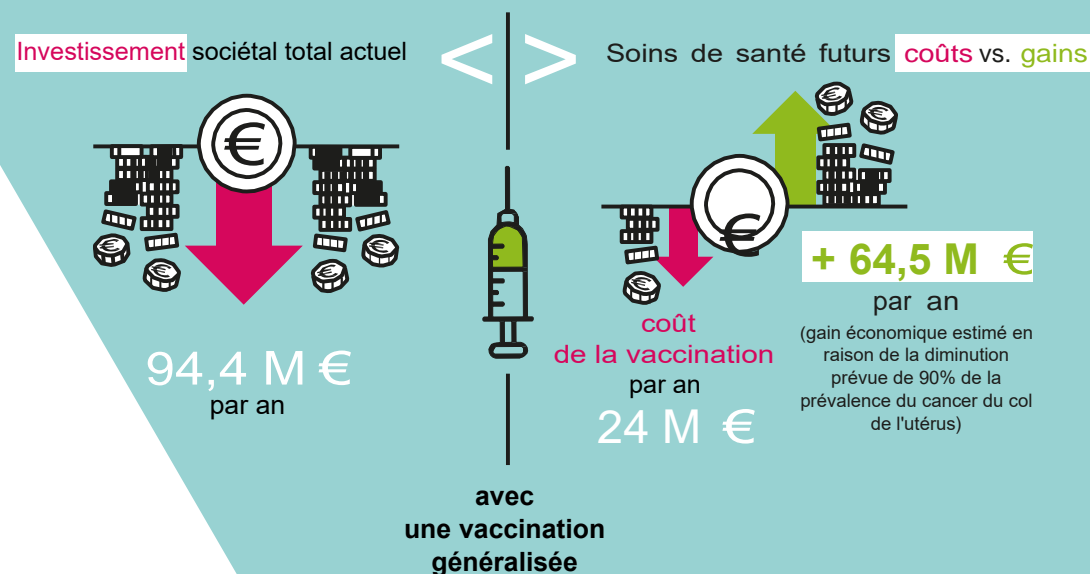 Investissement sociétal total actuel
< >
Soins de santé futurs coûts vs. gains
94,4 M €
par an
coût
de la vaccination
par an
24 M €
+ 64,5 M €
par an
(gain économique estimé en
raison de la diminution
prévue de 90% de la
prévalence du cancer du col
de l'utérus)
avec
une vaccination
généralisée